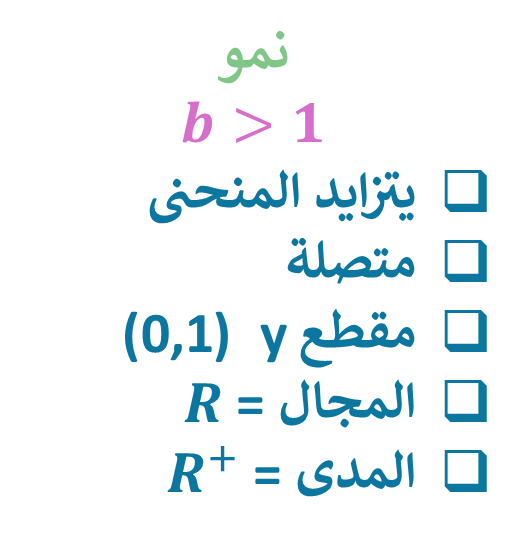 نمو
b > 1
❑ يتزايد المنحنى
❑ متصلة
❑ مقطع y (0,1)
❑ المجال = R
❑ المدى = R⁺